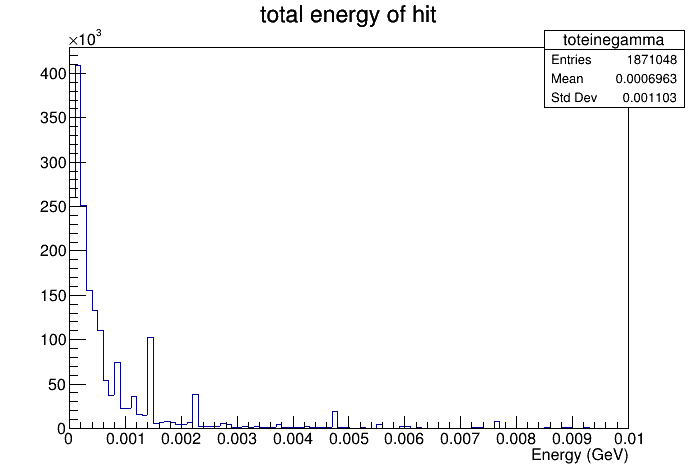 total energy of hit
×10³
toteinegamma
Entries 1871048
Mean 0.0006963
Std Dev 0.001103
400
350
300
250
200
150
100
50
0
0 0.001 0.002 0.003 0.004 0.005 0.006 0.007 0.008 0.009 0.01
Energy (GeV)